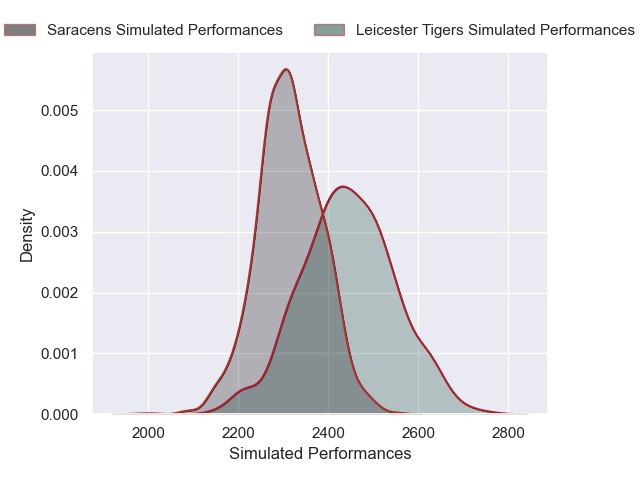 Saracens Simulated Performances Leicester Tigers Simulated Performances
0.005
0.004
0.003
0.002
0.001
0.000
Density
2000 2200 2400 2600 2800
Simulated Performances